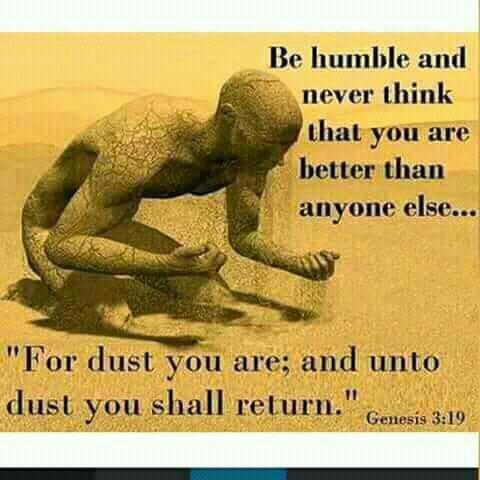 Be humble and
never think
that you are
better than
anyone else...
"For dust you are; and unto
dust you shall return."
Genesis 3:19